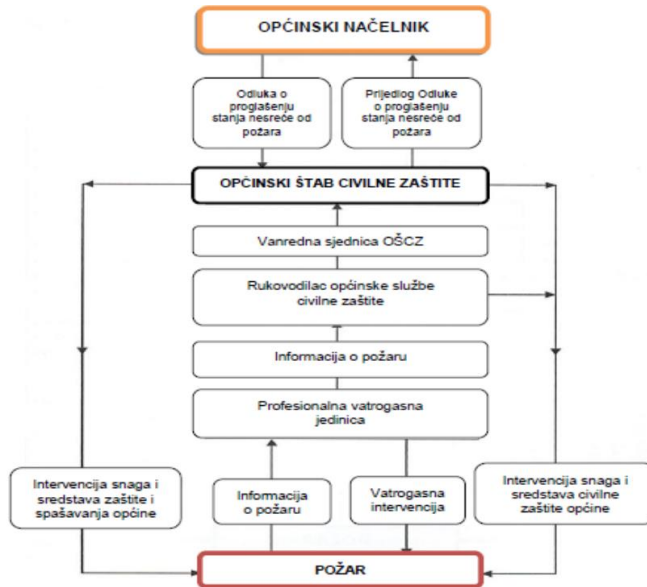 OPĆINSKI NAČELNIK
Odluka o
proglašenju
stanja nesreće od
požara
Prijedlog Odluke
o proglašenju
stanja nesreće od
požara
OPĆINSKI ŠTAB CIVILNE ZAŠTITE
Vanredna sjednica OŠCZ
Rukovodilac općinske službe
civilne zaštite
Informacija o požaru
Profesionalna vatrogasna
jedinica
Intervencija snaga i
sredstava zaštite i
spašavanja općine
Informacija
o požaru
Vatrogasna
intervencija
Intervencija snaga i
sredstava civilne
zaštite općine
POŽAR